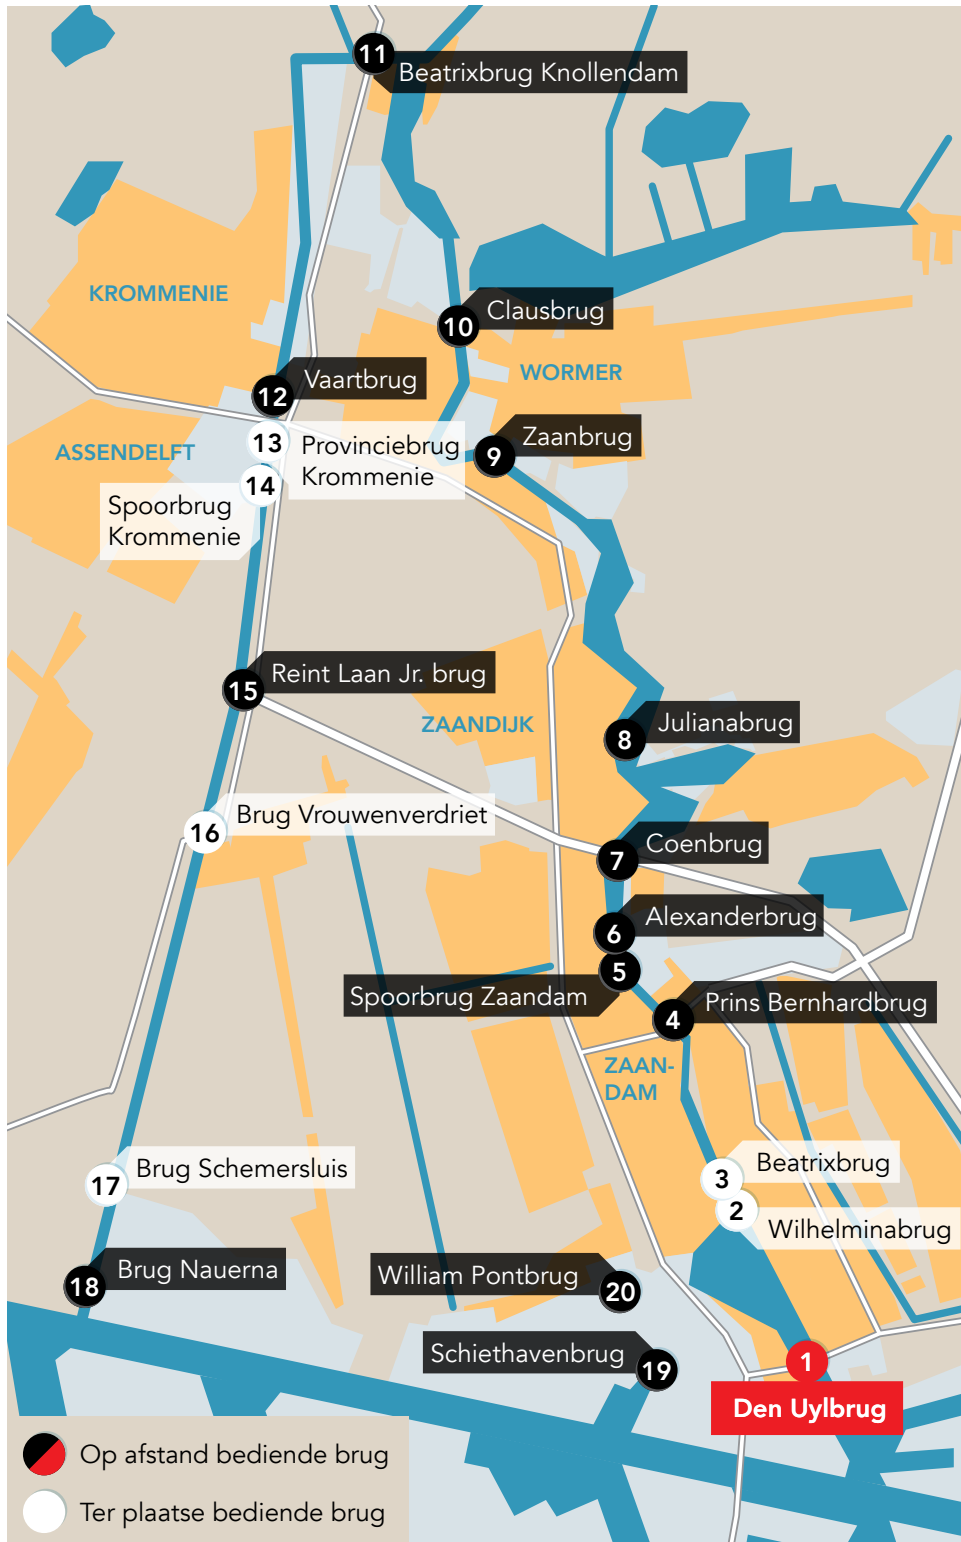 11
Beatrixbrug Knollendam
KROMMENIE
10
Clausbrug
WORMER
12
Vaartbrug
ASSENDELFT
13
Provinciebrug
Krommenie
9
Zaanbrug
14
Spoorbrug
Krommenie
15
Reint Laan Jr. brug
ZAANDIJK
8
Julianabrug
16
Brug Vrouwenverdriet
7
Coenbrug
6
Alexanderbrug
5
Spoorbrug Zaandam
4
Prins Bernhardbrug
ZAAN-
DAM
3
Beatrixbrug
2
Wilhelminabrug
17
Brug Schemersluis
18
Brug Nauerna
William Pontbrug
20
Schiethavenbrug
19
1
Den Uylbrug
Op afstand bediende brug
Ter plaatse bediende brug